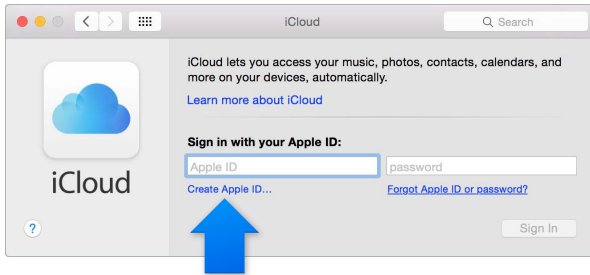 iCloud
Search
iCloud lets you access your music, photos, contacts, calendars, and
more on your devices, automatically.
Learn more about iCloud
Sign in with your Apple ID:
Apple ID
password
Create Apple ID...
Forgot Apple ID or password?
iCloud
?
Sign In